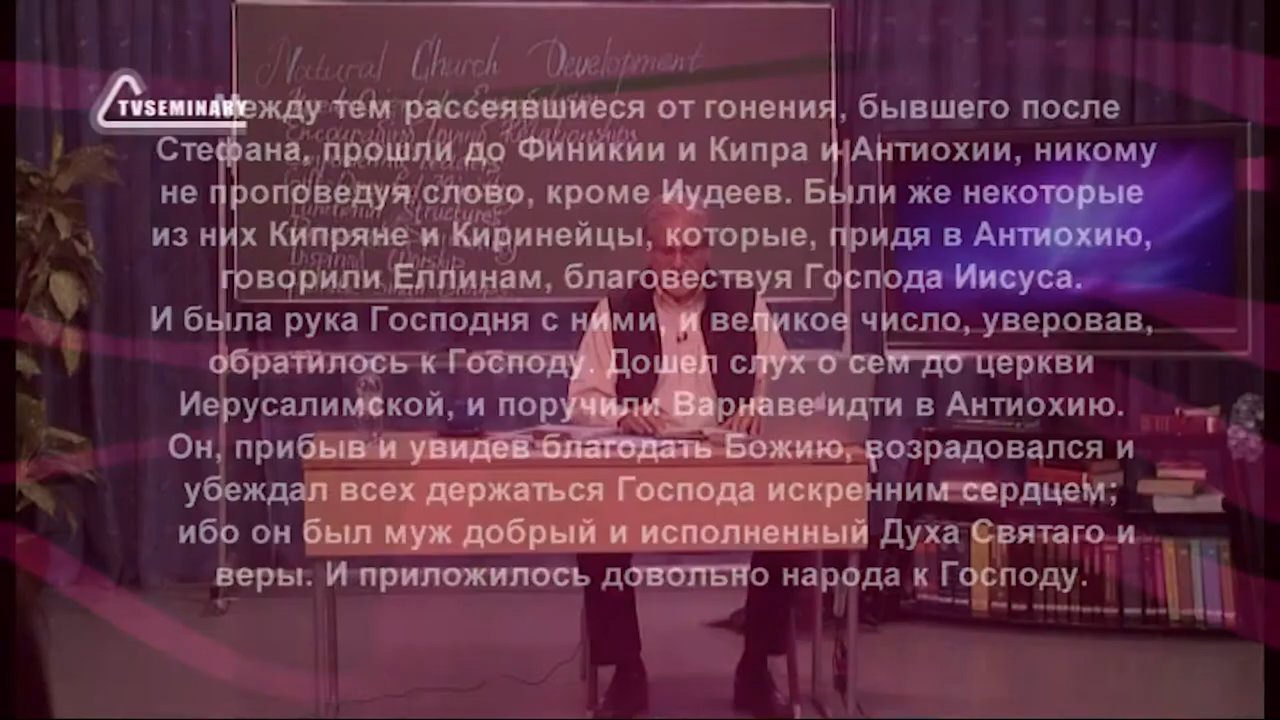 Natural Church Development
TVSEMINARY
Между тем рассеявшиеся от гонения, бывшего после
Стефана, прошли до Финикии и Кипра и Антиохии, никому
не проповедуя слово, кроме Иудеев. Были же некоторые
из них Кипряне и Киринейцы, которые, придя в Антиохию,
говорили Еллинам, благовествуя Господа Иисуса.
И была рука Господня с ними, и великое число, уверовав,
обратилось к Господу. Дошел слух о сем до церкви
Иерусалимской, и поручили Варнаве идти в Антиохию.
Он, прибыв и увидев благодать Божию, возрадовался и
убеждал всех держаться Господа искренним сердцем;
ибо он был муж добрый и исполненный Духа Святаго и
веры. И приложилось довольно народа к Господу.